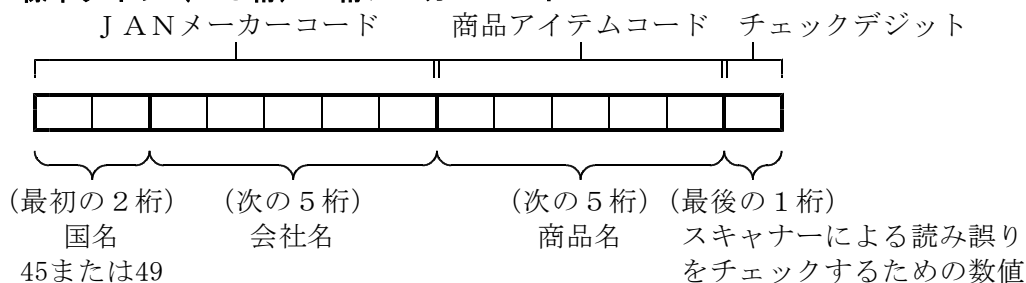 ＪＡＮメーカーコード　商品アイテムコード　チェックデジット
(最初の２桁)　(次の５桁)　(次の５桁)　(最後の１桁)
国名　会社名　商品名　スキャナーによる読み誤り
45または49　をチェックするための数値